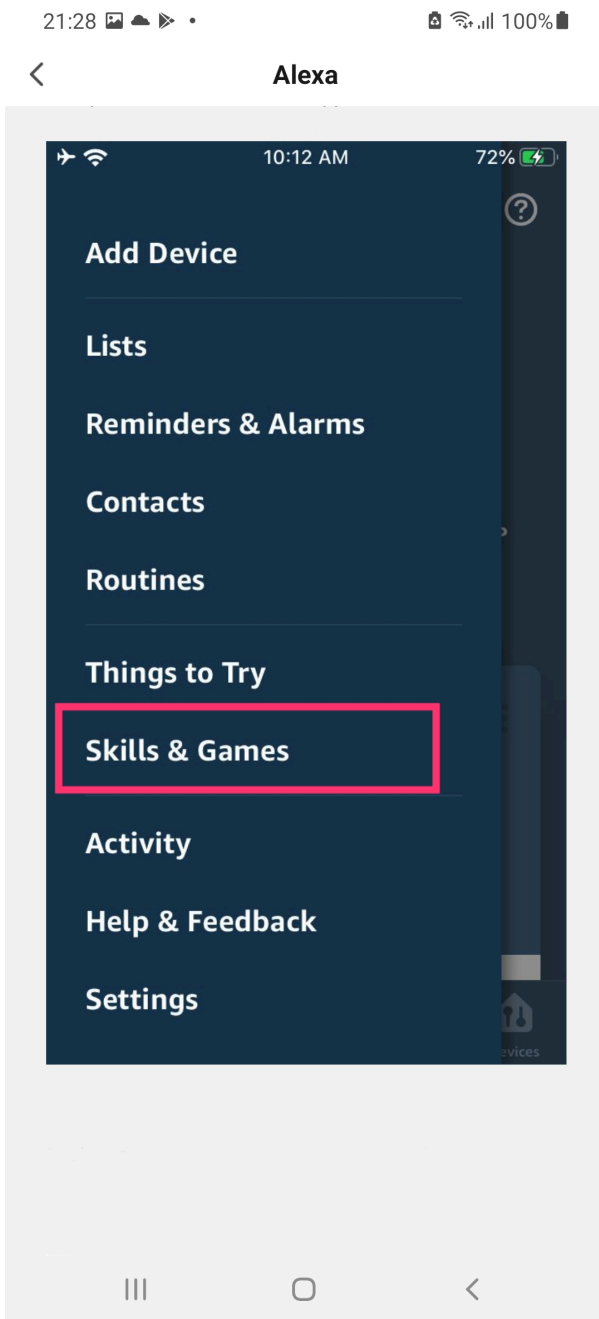 21:28
100%
Alexa
10:12 AM
72%
Add Device
Lists
Reminders & Alarms
Contacts
Routines
Things to Try
Skills & Games
Activity
Help & Feedback
Settings
evices